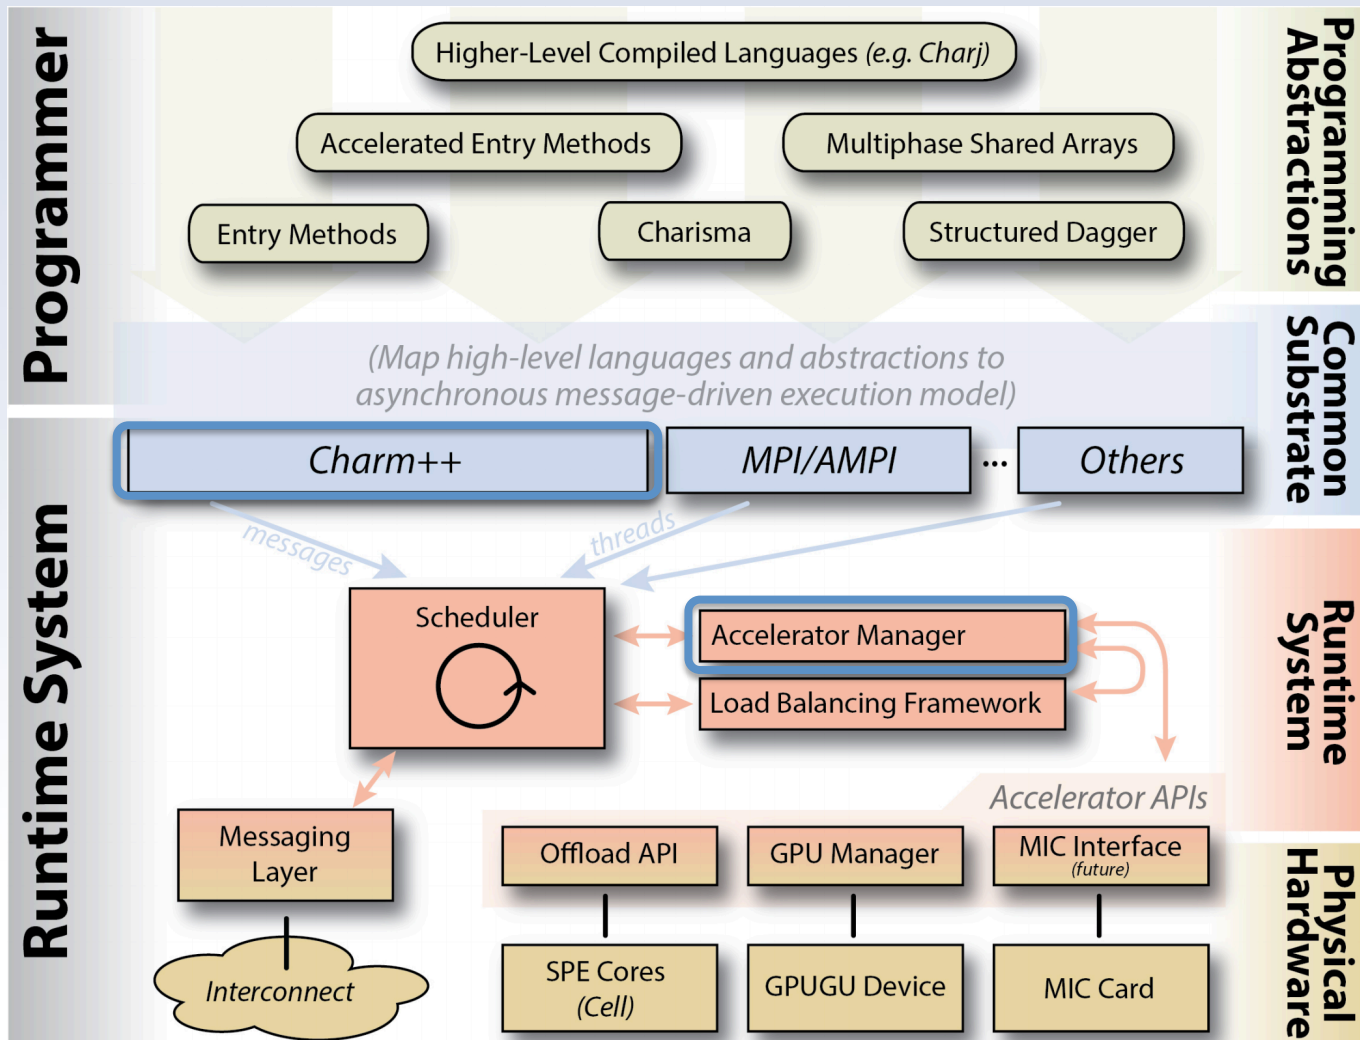 Programmer
Programming
Abstractions
Higher-Level Compiled Languages (e.g. Charj)
Accelerated Entry Methods
Multiphase Shared Arrays
Entry Methods
Charisma
Structured Dagger
Common
Substrate
(Map high-level languages and abstractions to
asynchronous message-driven execution model)
Charm++
MPI/AMPI
...
Others
Runtime System
messages
threads
Runtime
System
Scheduler
Accelerator Manager
Load Balancing Framework
Accelerator APIs
Messaging
Layer
Offload API
GPU Manager
MIC Interface
(future)
Physical
Hardware
Interconnect
SPE Cores
(Cell)
GPUGU Device
MIC Card